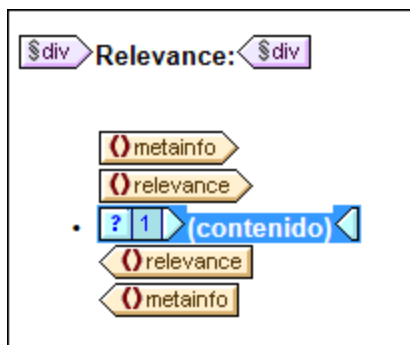 §div Relevance: §div
() metainfo
() relevance
• ? 1 (contenido)
() relevance
() metainfo